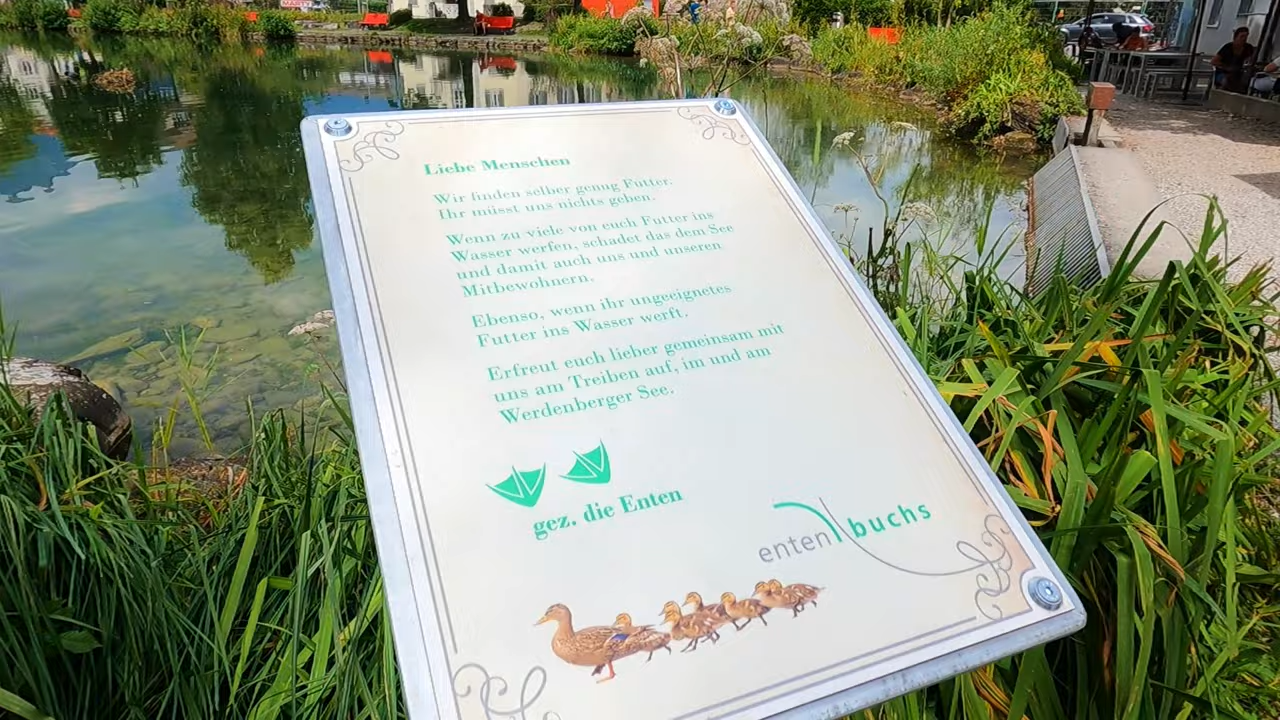 Liebe Menschen
Wir finden selber genug Futter.
Ihr müsst uns nichts geben.
Wenn zu viele von euch Futter ins
Wasser werfen, schadet das dem See
und damit auch uns und unseren
Mitbewohnern.
Ebenso, wenn ihr ungeeignetes
Futter ins Wasser werft.
Erfreut euch lieber gemeinsam mit
uns am Treiben auf, im und am
Werdenberger See.
gez. die Enten
enten buchs